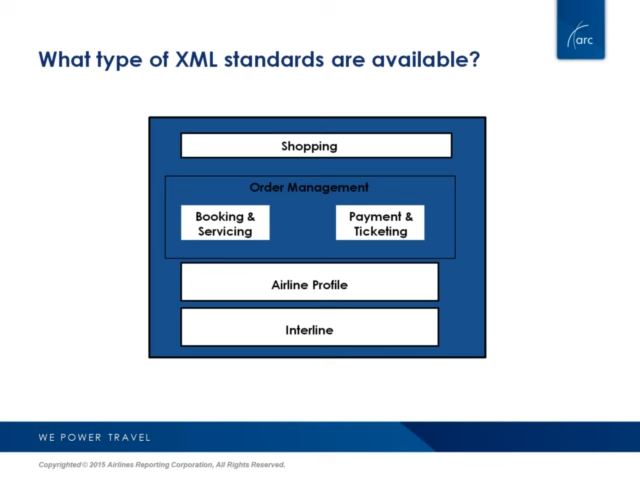 arc
What type of XML standards are available?
Shopping
Order Management
Booking &
Servicing
Payment &
Ticketing
Airline Profile
Interline
WE POWER TRAVEL
Copyrighted © 2015 Airlines Reporting Corporation, All Rights Reserved.